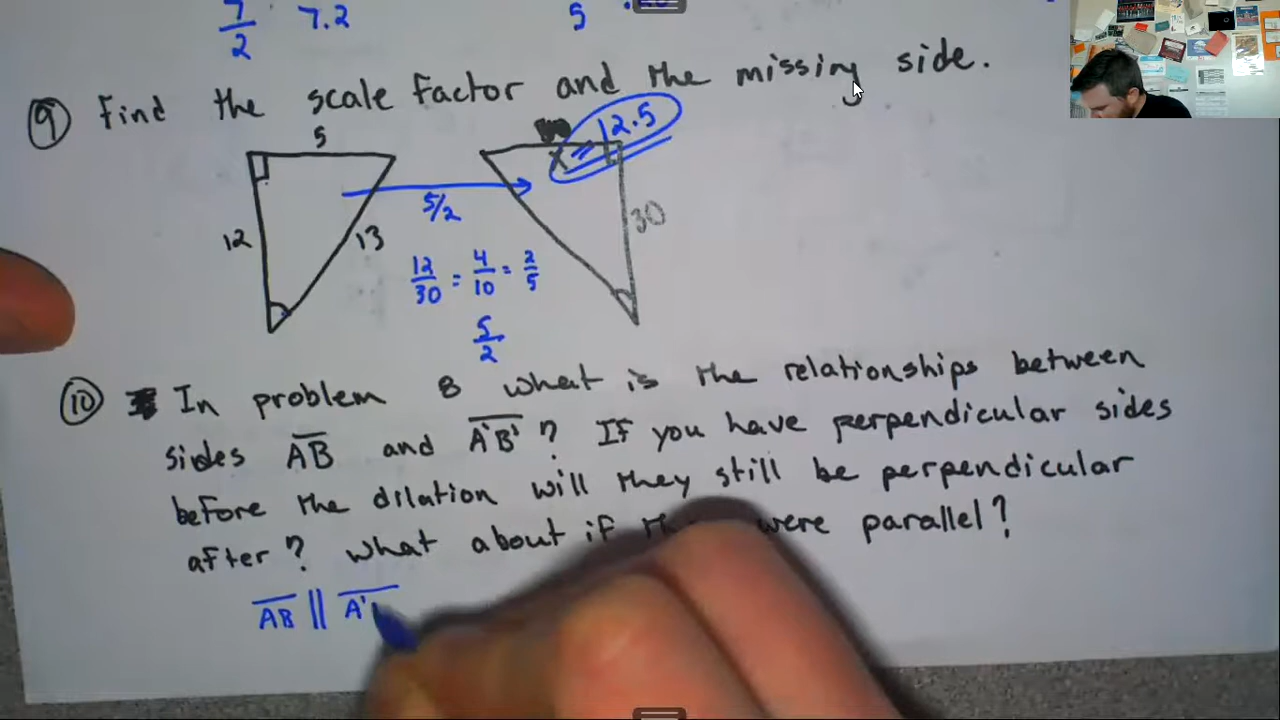 7/2 7.2 5
⑨ Find the scale factor and the missing side.
5
x = 12.5
5/2
12
13
30
12/30 = 4/10 = 2/5
5/2
⑩ In problem 8 what is the relationships between
sides AB and A'B'? If you have perpendicular sides
before the dilation will they still be perpendicular
after? What about if were parallel?
AB || A'